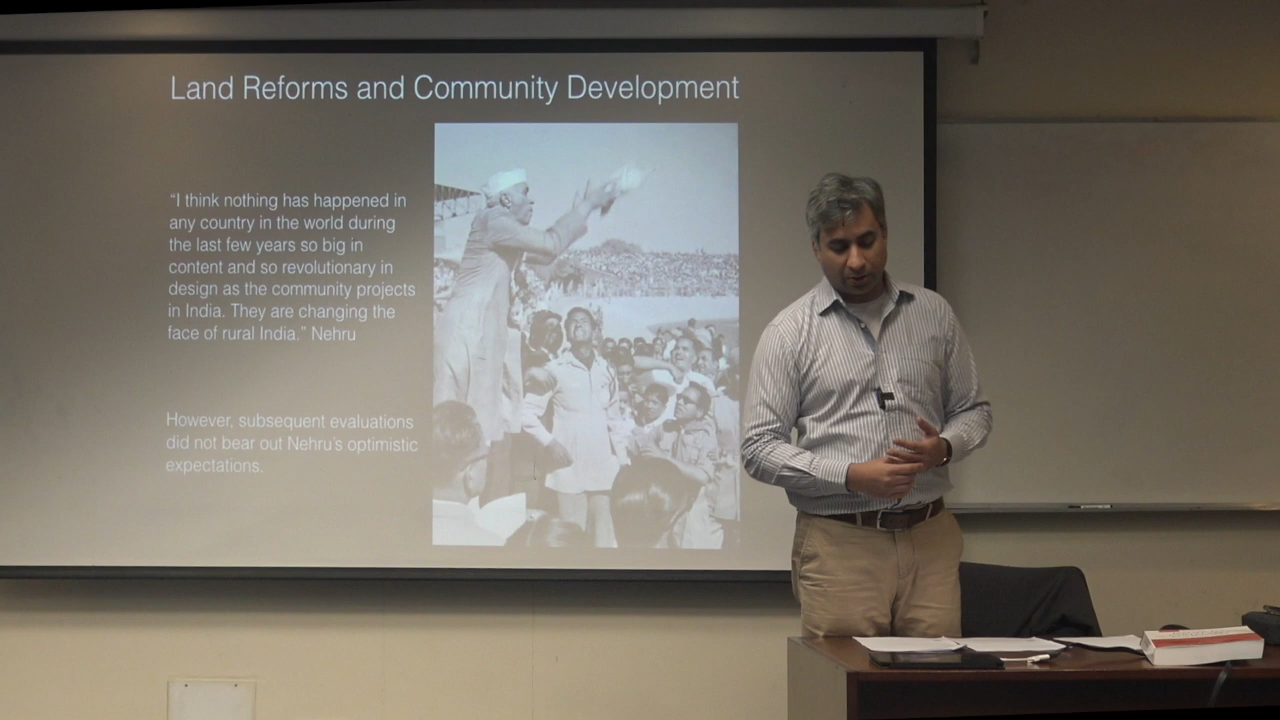 Land Reforms and Community Development
“I think nothing has happened in
any country in the world during
the last few years so big in
content and so revolutionary in
design as the community projects
in India. They are changing the
face of rural India.” Nehru
However, subsequent evaluations
did not bear out Nehru’s optimistic
expectations.